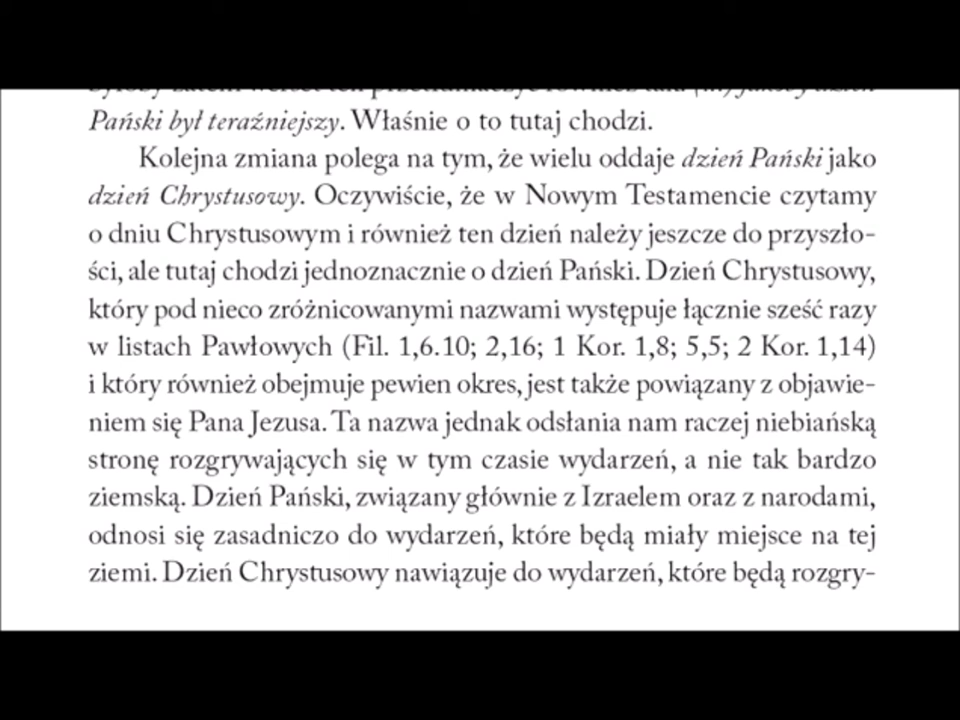 Pański był teraźniejszy. Właśnie o to tutaj chodzi.
Kolejna zmiana polega na tym, że wielu oddaje dzień Pański jako
dzień Chrystusowy. Oczywiście, że w Nowym Testamencie czytamy
o dniu Chrystusowym i również ten dzień należy jeszcze do przyszło-
ści, ale tutaj chodzi jednoznacznie o dzień Pański. Dzień Chrystusowy,
który pod nieco zróżnicowanymi nazwami występuje łącznie sześć razy
w listach Pawłowych (Fil. 1,6.10; 2,16; 1 Kor. 1,8; 5,5; 2 Kor. 1,14)
i który również obejmuje pewien okres, jest także powiązany z objawie-
niem się Pana Jezusa. Ta nazwa jednak odsłania nam raczej niebiańską
stronę rozgrywających się w tym czasie wydarzeń, a nie tak bardzo
ziemską. Dzień Pański, związany głównie z Izraelem oraz z narodami,
odnosi się zasadniczo do wydarzeń, które będą miały miejsce na tej
ziemi. Dzień Chrystusowy nawiązuje do wydarzeń, które będą rozgry-